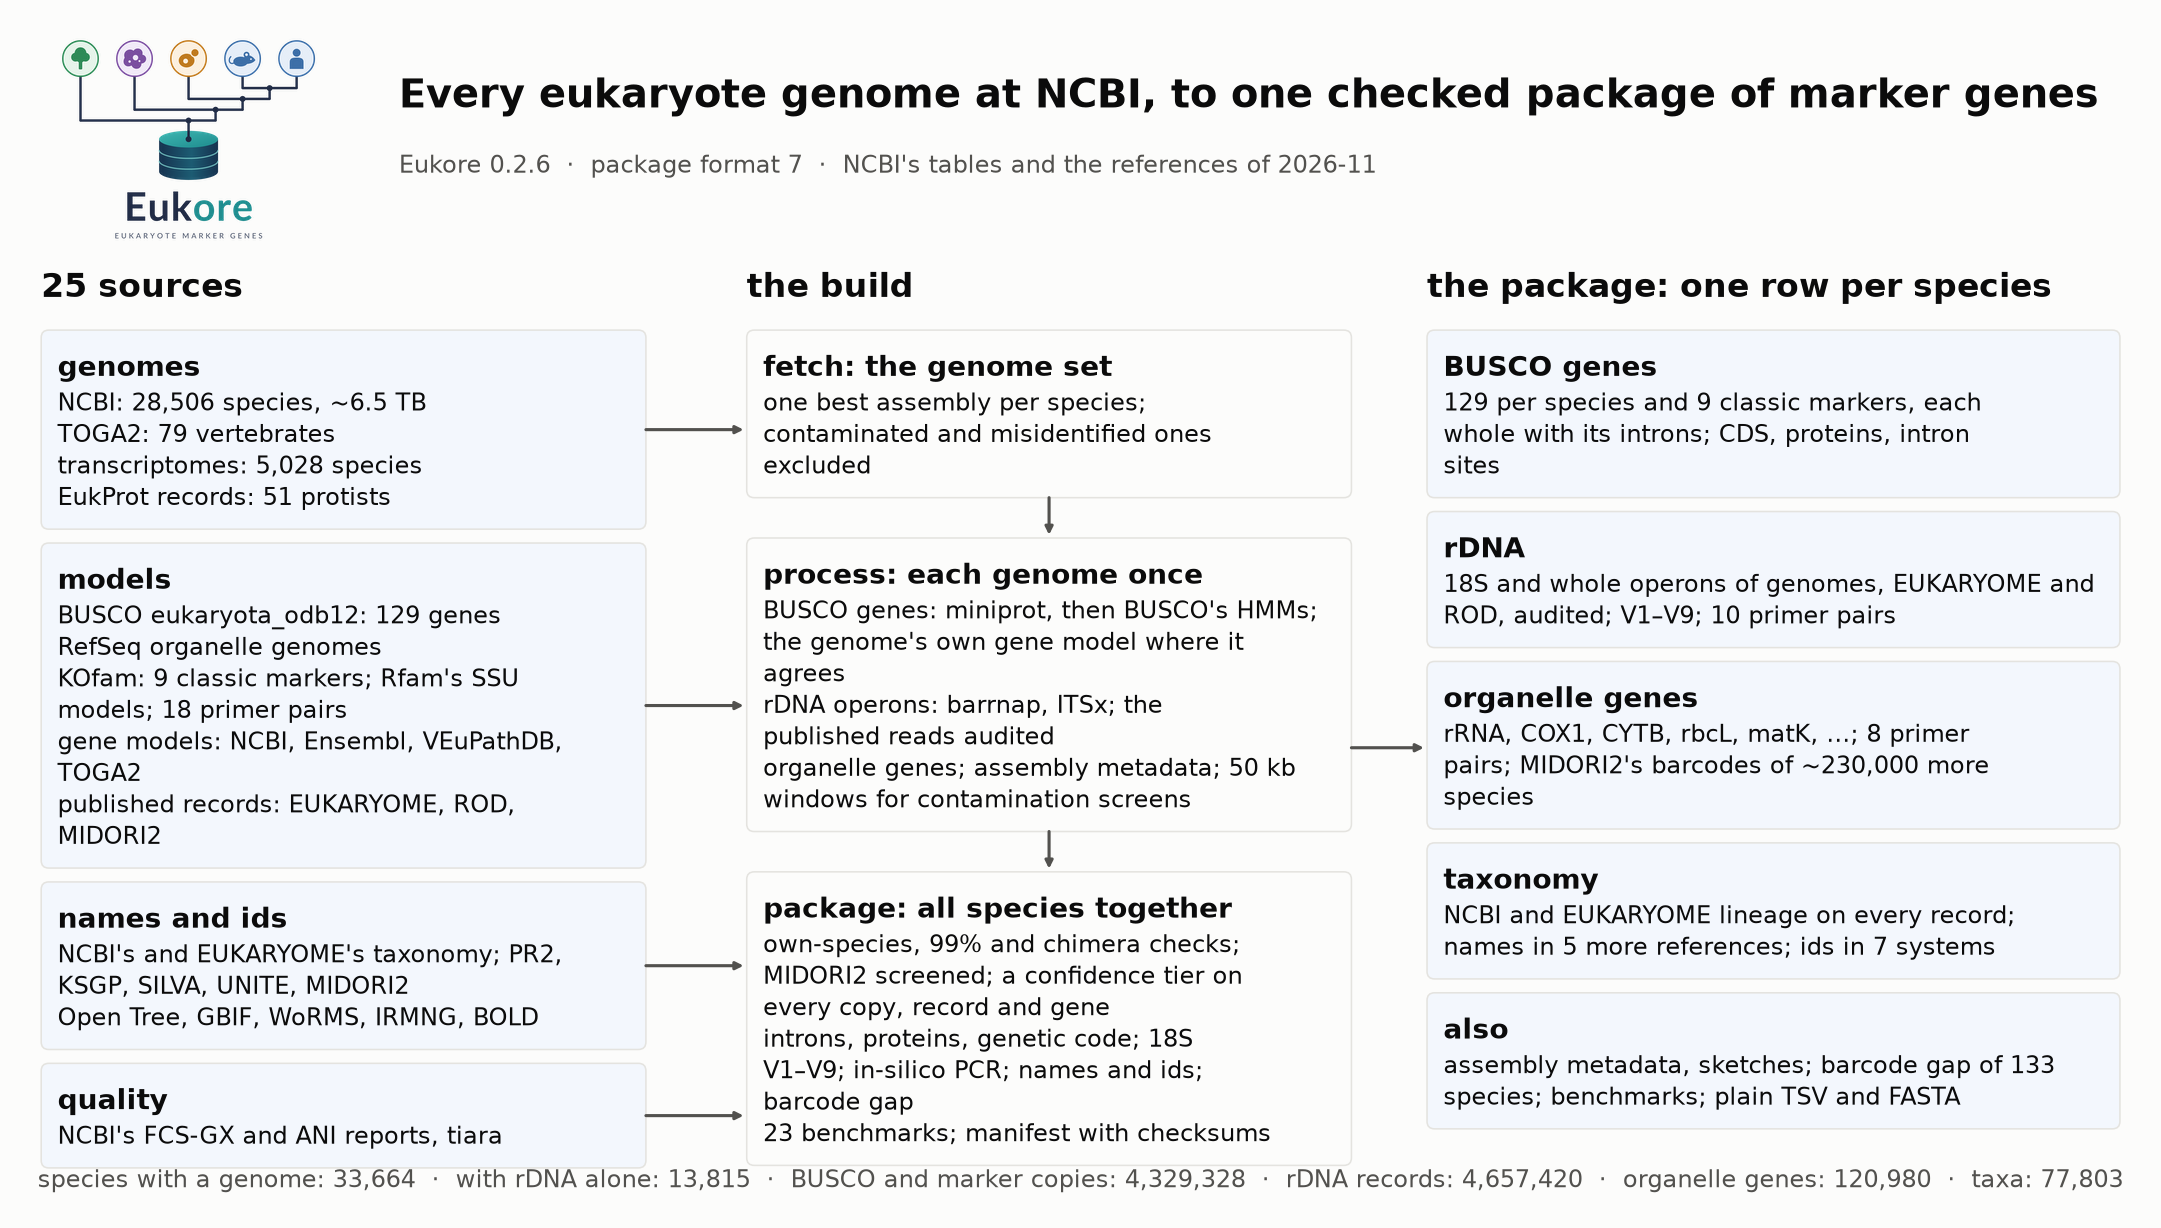 Every eukaryote genome at NCBI, to one checked package of marker genes
Eukore 0.2.6 · package format 7 · NCBI's tables and the references of 2026-11
Eukore
EUKARYOTE MARKER GENES
25 sources
genomes
NCBI: 28,506 species, ~6.5 TB
TOGA2: 79 vertebrates
transcriptomes: 5,028 species
EukProt records: 51 protists
models
BUSCO eukaryota_odb12: 129 genes
RefSeq organelle genomes
KOfam: 9 classic markers; Rfam's SSU
models; 18 primer pairs
gene models: NCBI, Ensembl, VEuPathDB,
TOGA2
published records: EUKARYOME, ROD,
MIDORI2
names and ids
NCBI's and EUKARYOME's taxonomy; PR2,
KSGP, SILVA, UNITE, MIDORI2
Open Tree, GBIF, WoRMS, IRMNG, BOLD
quality
NCBI's FCS-GX and ANI reports, tiara
the build
fetch: the genome set
one best assembly per species;
contaminated and misidentified ones
excluded
process: each genome once
BUSCO genes: miniprot, then BUSCO's HMMs;
the genome's own gene model where it
agrees
rDNA operons: barrnap, ITSx; the
published reads audited
organelle genes; assembly metadata; 50 kb
windows for contamination screens
package: all species together
own-species, 99% and chimera checks;
MIDORI2 screened; a confidence tier on
every copy, record and gene
introns, proteins, genetic code; 18S
V1–V9; in-silico PCR; names and ids;
barcode gap
23 benchmarks; manifest with checksums
the package: one row per species
BUSCO genes
129 per species and 9 classic markers, each
whole with its introns; CDS, proteins, intron
sites
rDNA
18S and whole operons of genomes, EUKARYOME and
ROD, audited; V1–V9; 10 primer pairs
organelle genes
rRNA, COX1, CYTB, rbcL, matK, …; 8 primer
pairs; MIDORI2's barcodes of ~230,000 more
species
taxonomy
NCBI and EUKARYOME lineage on every record;
names in 5 more references; ids in 7 systems
also
assembly metadata, sketches; barcode gap of 133
species; benchmarks; plain TSV and FASTA
species with a genome: 33,664 · with rDNA alone: 13,815 · BUSCO and marker copies: 4,329,328 · rDNA records: 4,657,420 · organelle genes: 120,980 · taxa: 77,803